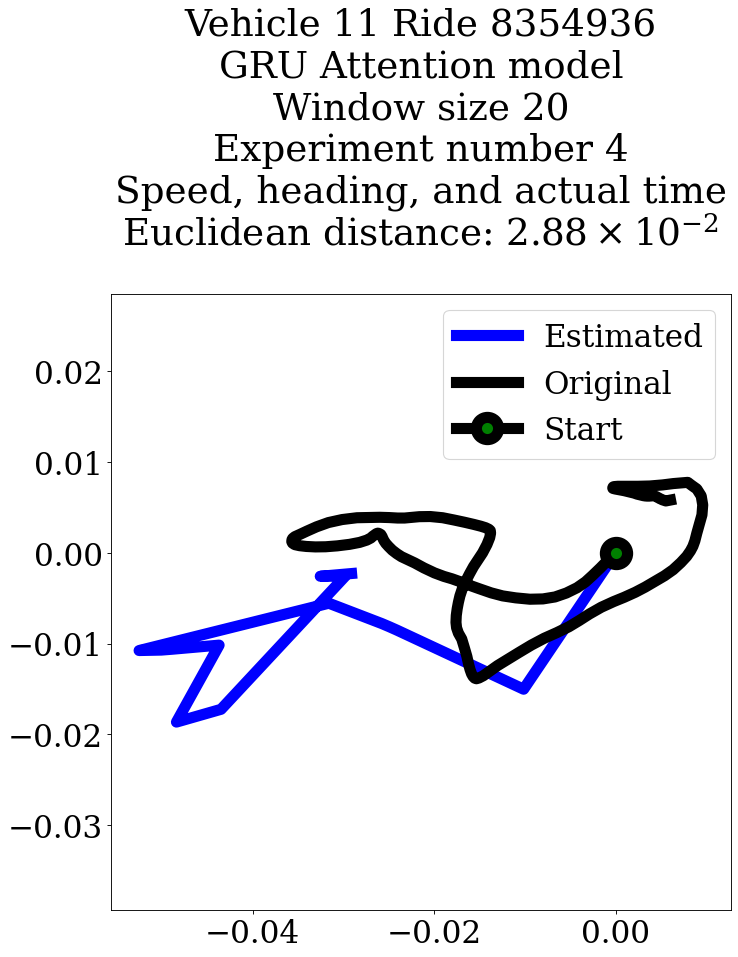 Vehicle 11 Ride 8354936
GRU Attention model
Window size 20
Experiment number 4
Speed, heading, and actual time
Euclidean distance: 2.88 × 10⁻²
Estimated
Original
Start
0.02
0.01
0.00
−0.01
−0.02
−0.03
−0.04
−0.02
0.00